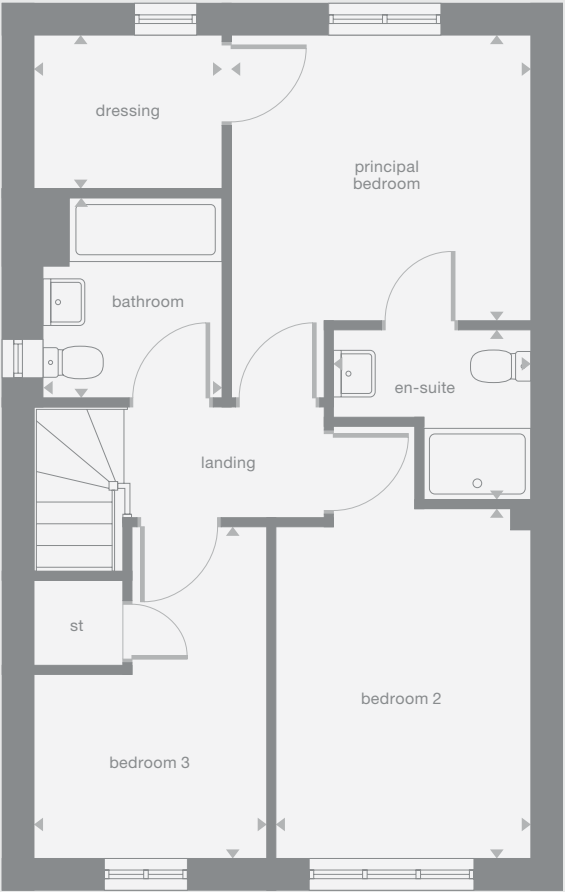 dressing
principal
bedroom
bathroom
en-suite
landing
st
bedroom 2
bedroom 3